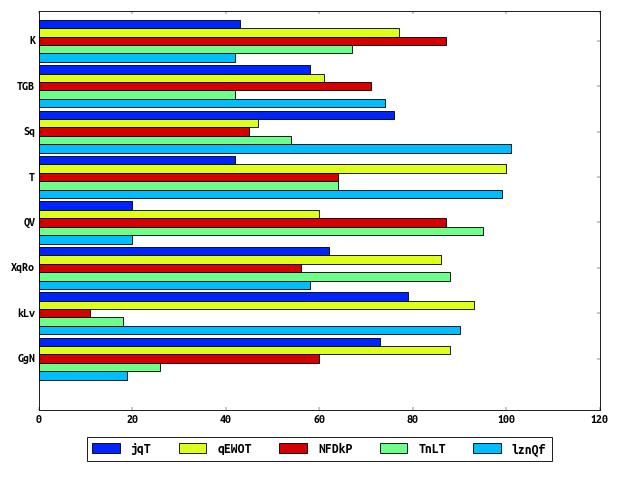 K
TGB
Sq
T
QV
XqRo
kLv
GgN
0 20 40 60 80 100 120
jqT qEWOT NFDkP TnLT lznQf